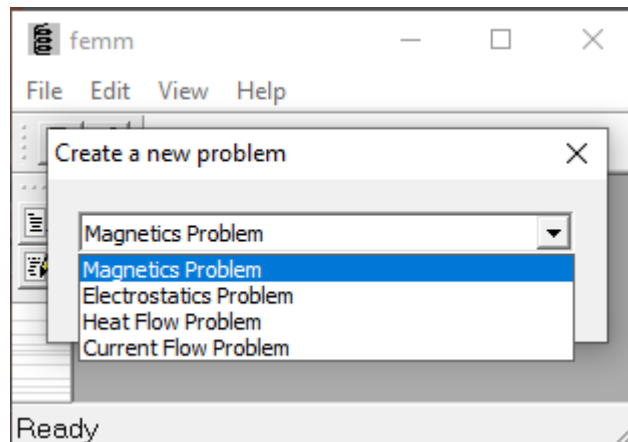 femm
File Edit View Help
Create a new problem
Magnetics Problem
Magnetics Problem
Electrostatics Problem
Heat Flow Problem
Current Flow Problem
Ready